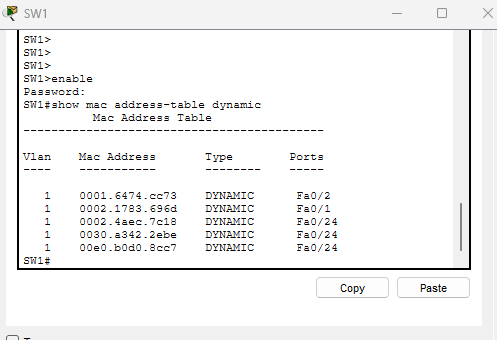 SW1
SW1>
SW1>
SW1>
SW1>enable
Password:
SW1#show mac address-table dynamic
Mac Address Table
-------------------------------------------
Vlan    Mac Address       Type        Ports
----    -----------       --------    -----
1    0001.6474.cc73    DYNAMIC     Fa0/2
1    0002.1783.696d    DYNAMIC     Fa0/1
1    0002.4aec.7c18    DYNAMIC     Fa0/24
1    0030.a342.2ebe    DYNAMIC     Fa0/24
1    00e0.b0d0.8cc7    DYNAMIC     Fa0/24
SW1#
Copy Paste